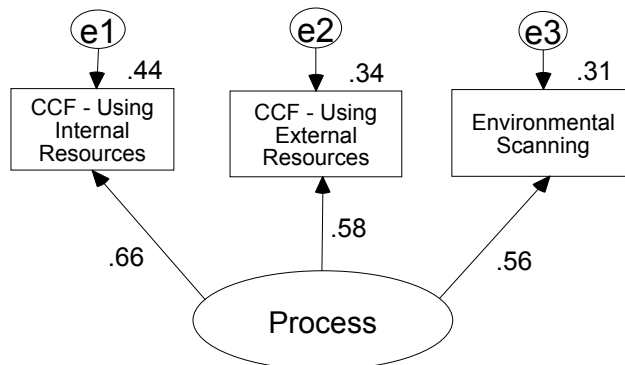 e1
e2
e3
.44
.34
.31
CCF - Using
Internal
Resources
CCF - Using
External
Resources
Environmental
Scanning
.66
.58
.56
Process